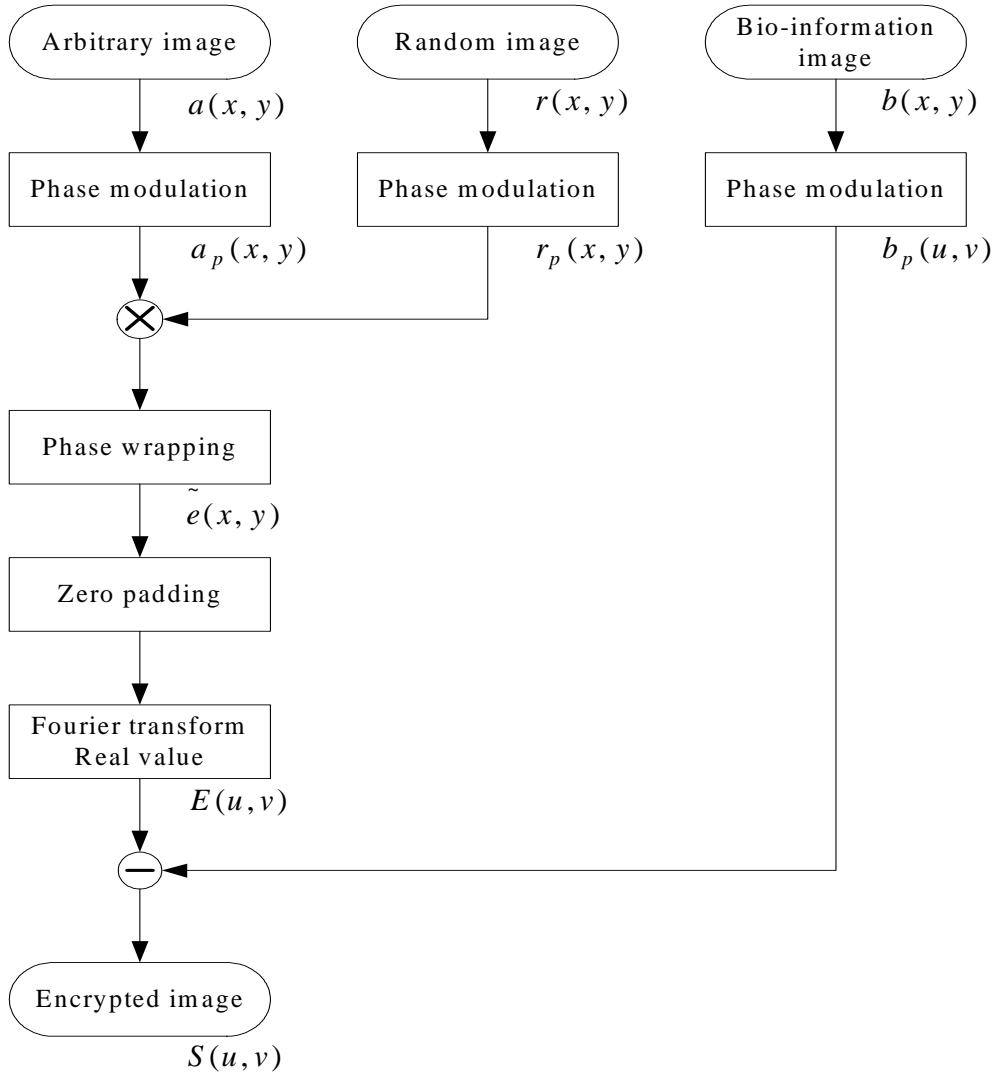 Arbitrary image
Random image
Bio-information
image
a(x, y)
r(x, y)
b(x, y)
Phase modulation
Phase modulation
Phase modulation
a_p(x, y)
r_p(x, y)
b_p(u, v)
×
Phase wrapping
ẽ(x, y)
Zero padding
Fourier transform
Real value
E(u, v)
−
Encrypted image
S(u, v)